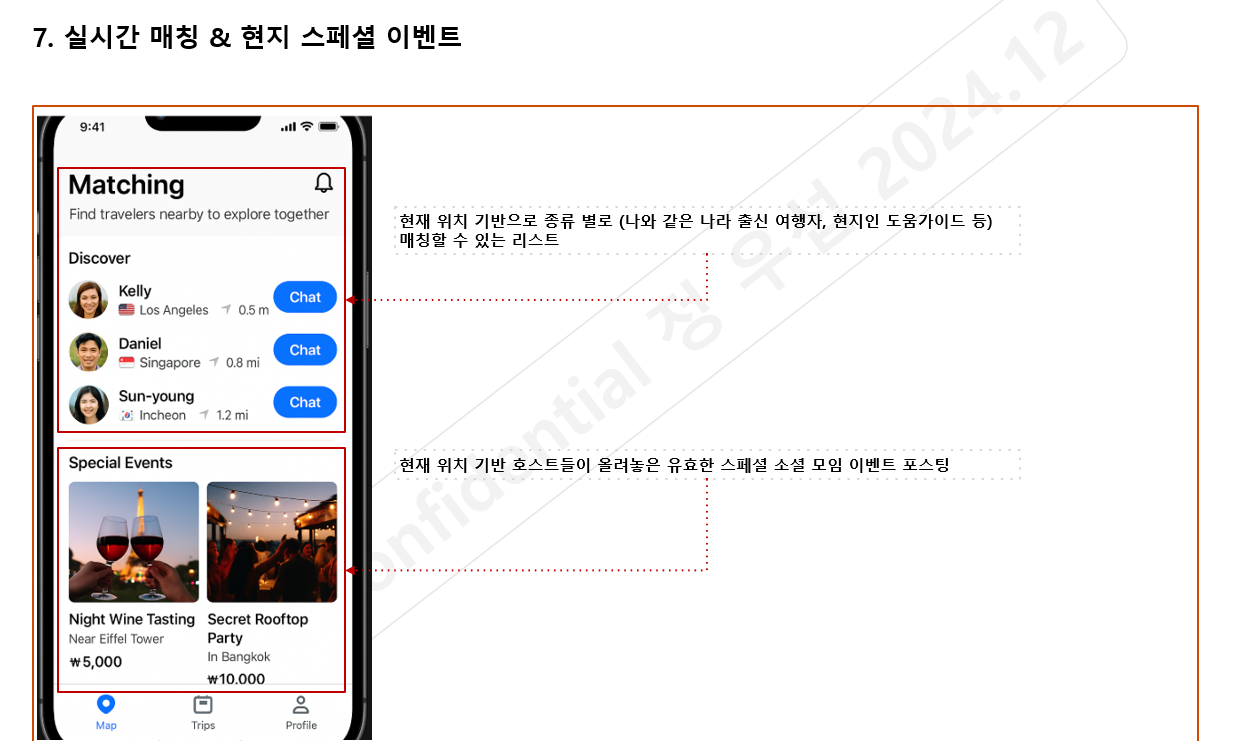 7. 실시간 매칭 & 현지 스페셜 이벤트
9:41
Matching
Find travelers nearby to explore together
현재 위치 기반으로 종류 별로 (나와 같은 나라 출신 여행자, 현지인 도움가이드 등)
매칭할 수 있는 리스트
Discover
Kelly
Los Angeles 0.5 m
Chat
Daniel
Singapore 0.8 mi
Chat
Sun-young
Incheon 1.2 mi
Chat
Special Events
현재 위치 기반 호스트들이 올려놓은 유효한 스페셜 소셜 모임 이벤트 포스팅
Night Wine Tasting
Near Eiffel Tower
₩5,000
Secret Rooftop
Party
In Bangkok
₩10,000
Map
Trips
Profile
onfidential 정 우선 2024.12